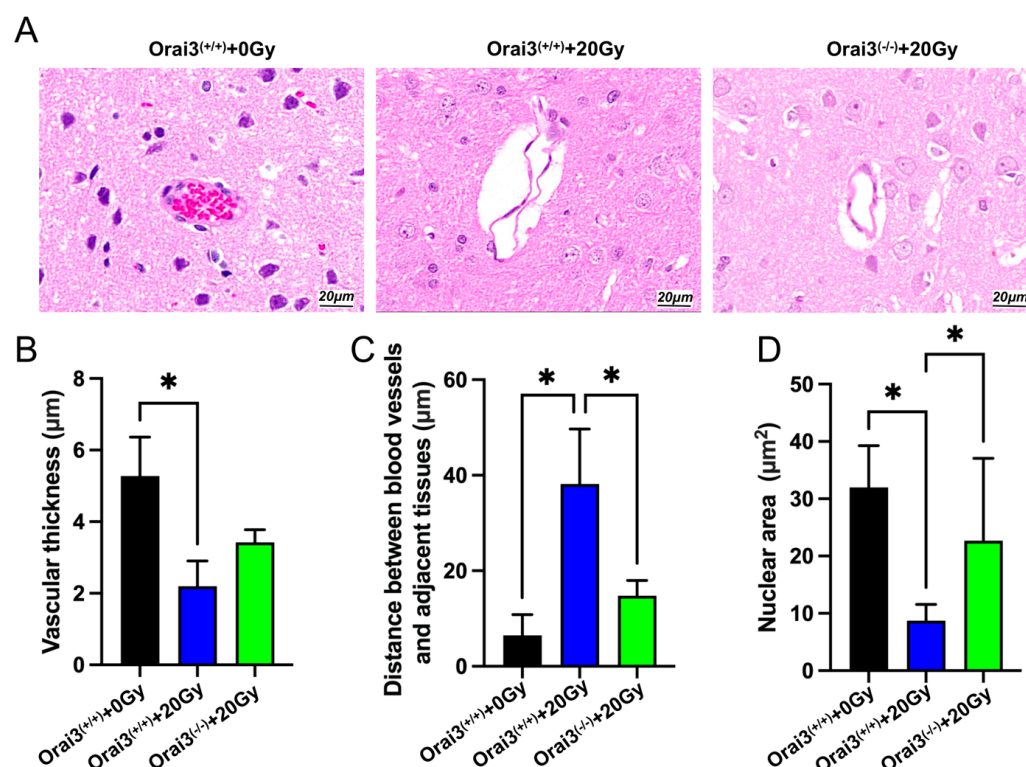 A
Orai3(+/+)+0Gy
Orai3(+/+)+20Gy
Orai3(-/-)+20Gy
20μm
20μm
20μm
B
Vascular thickness (μm)
8
6
4
2
0
*
Orai3(+/+)+0Gy
Orai3(+/+)+20Gy
Orai3(-/-)+20Gy
C
Distance between blood vessels
and adjacent tissues (μm)
60
40
20
0
*
*
Orai3(+/+)+0Gy
Orai3(+/+)+20Gy
Orai3(-/-)+20Gy
D
Nuclear area (μm²)
50
40
30
20
10
0
*
*
Orai3(+/+)+0Gy
Orai3(+/+)+20Gy
Orai3(-/-)+20Gy